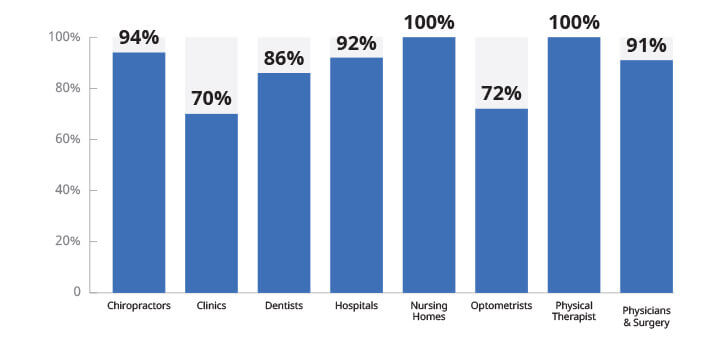 100%
80%
60%
40%
20%
0
94%
70%
86%
92%
100%
72%
100%
91%
Chiropractors
Clinics
Dentists
Hospitals
Nursing
Homes
Optometrists
Physical
Therapist
Physicians
& Surgery